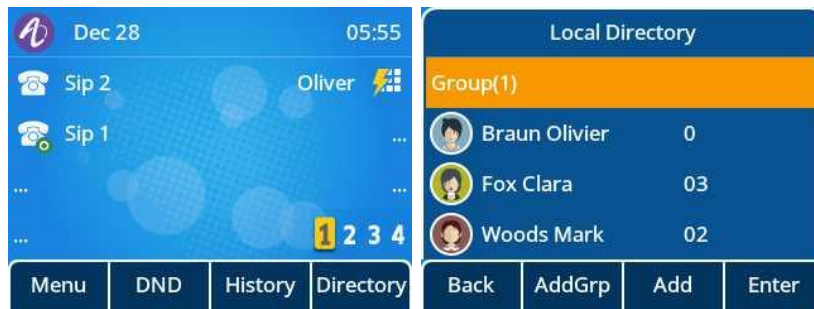 Dec 28 05:55
Sip 2 Oliver
Sip 1 ...
... ...
...
1 2 3 4
Menu DND History Directory
Local Directory
Group(1)
Braun Olivier 0
Fox Clara 03
Woods Mark 02
Back AddGrp Add Enter